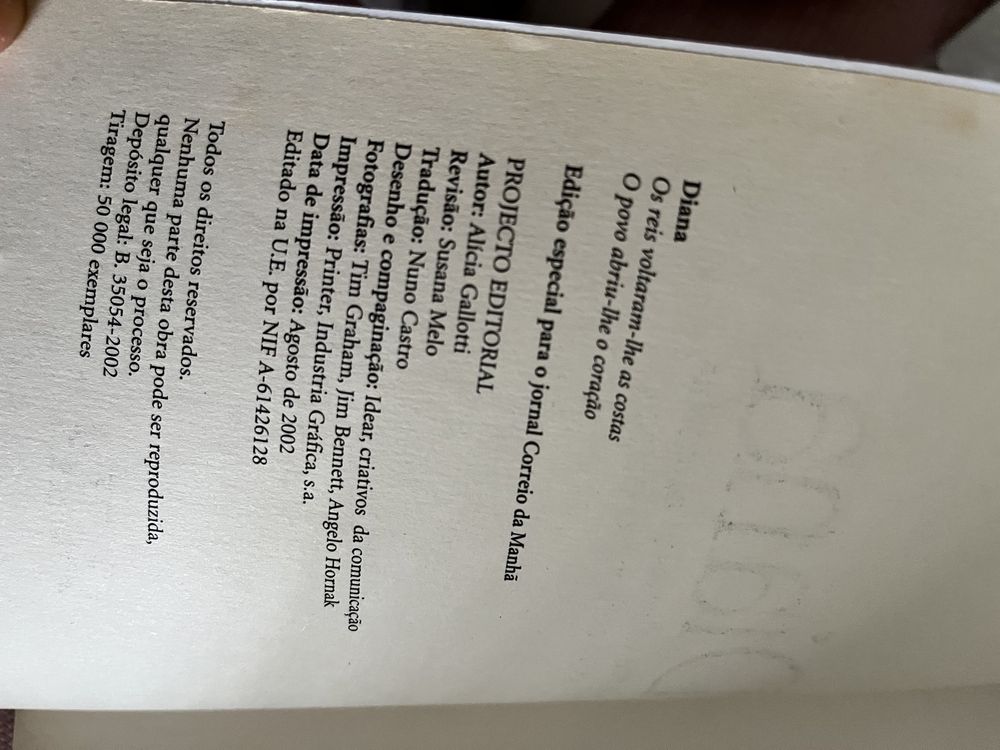 Diana
Os reis voltaram-lhe as costas
O povo abriu-lhe o coração
Edição especial para o jornal Correio da Manhã
PROJECTO EDITORIAL
Autor: Alícia Gallotti
Revisão: Susana Melo
Tradução: Nuno Castro
Desenho e compaginação: Idear, criativos da comunicação
Fotografias: Tim Graham, Jim Bennett, Angelo Hornak
Impressão: Printer, Industria Gráfica, s.a.
Data de impressão: Agosto de 2002
Editado na U.E. por NIF A-61426128
Todos os direitos reservados.
Nenhuma parte desta obra pode ser reproduzida,
qualquer que seja o processo.
Depósito legal: B. 35054-2002
Tiragem: 50 000 exemplares